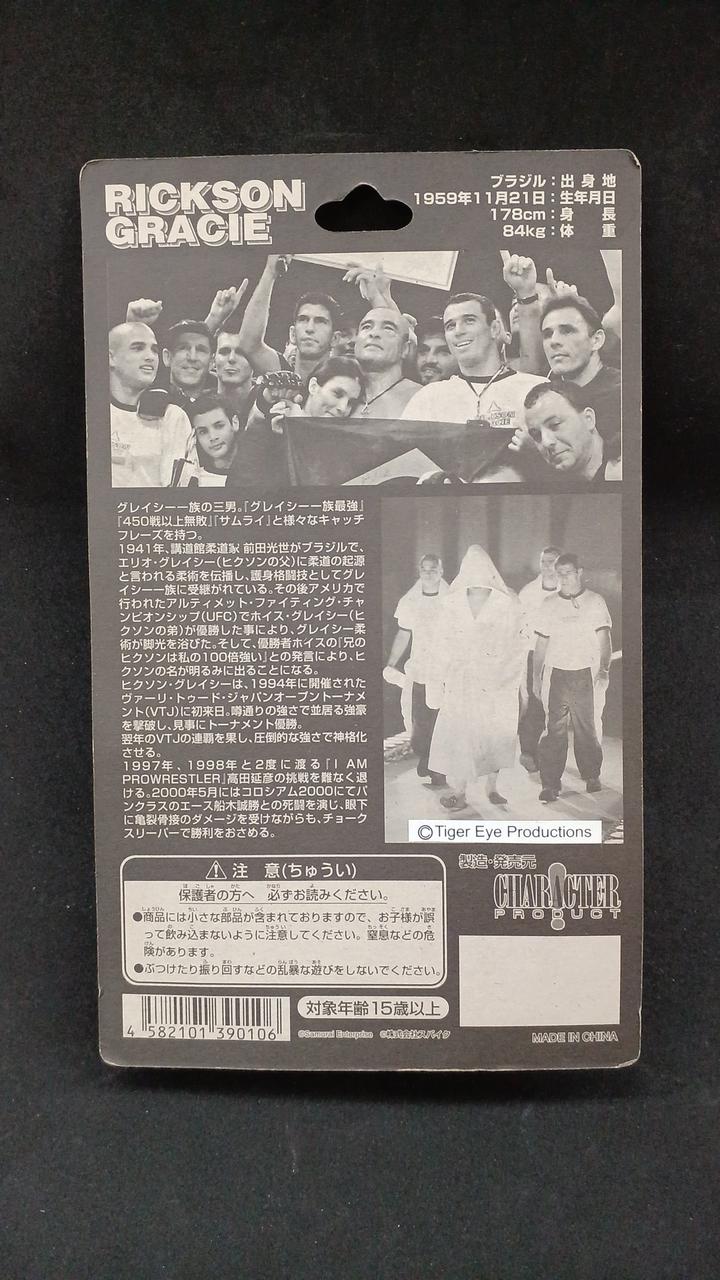 RICKSON
GRACIE
ブラジル：出身地
1959年11月21日：生年月日
178cm：身　長
84kg：体　重
グレイシー一族の三男。『グレイシー一族最強』
『450戦以上無敗』『サムライ』と様々なキャッチ
フレーズを持つ。
1941年、講道館柔道家 前田光世がブラジルで、
エリオ・グレイシー(ヒクソンの父)に柔道の起源
と言われる柔術を伝播し、護身格闘技としてグレ
イシー一族に受継がれている。その後アメリカで
行われたアルティメット・ファイティング・チャ
ンピオンシップ(UFC)でホイス・グレイシー(ヒ
クソンの弟)が優勝した事により、グレイシー柔
術が脚光を浴びた。そして、優勝者ホイスの『兄の
ヒクソンは私の100倍強い』との発言により、ヒ
クソンの名が明るみに出ることになる。
ヒクソン・グレイシーは、1994年に開催された
ヴァーリ・トゥード・ジャパンオープントーナメ
ント(VTJ)に初来日。噂通りの強さで並居る強豪
を撃破し、見事にトーナメント優勝。
翌年のVTJの連覇を果し、圧倒的な強さで神格化
させる。
1997年、1998年と2度に渡る『I AM
PROWRESTLER』高田延彦の挑戦を難なく退
ける。2000年5月にはコロシアム2000にてパ
ンクラスのエース船木誠勝との死闘を演じ、眼下
に亀裂骨接のダメージを受けながらも、チョーク
スリーパーで勝利をおさめる。
©Tiger Eye Productions
⚠注　意(ちゅうい)
保護者の方へ　必ずお読みください。
●商品には小さな部品が含まれておりますので、お子様が誤
って飲み込まないように注意してください。窒息などの危
険があります。
●ぶつけたり振り回すなどの乱暴な遊びをしないでください。
製造・発売元
CHARACTER
PRODUCT
4 582101 390106
対象年齢15歳以上
©Samurai Enterprise ©株式会社スパイク
MADE IN CHINA